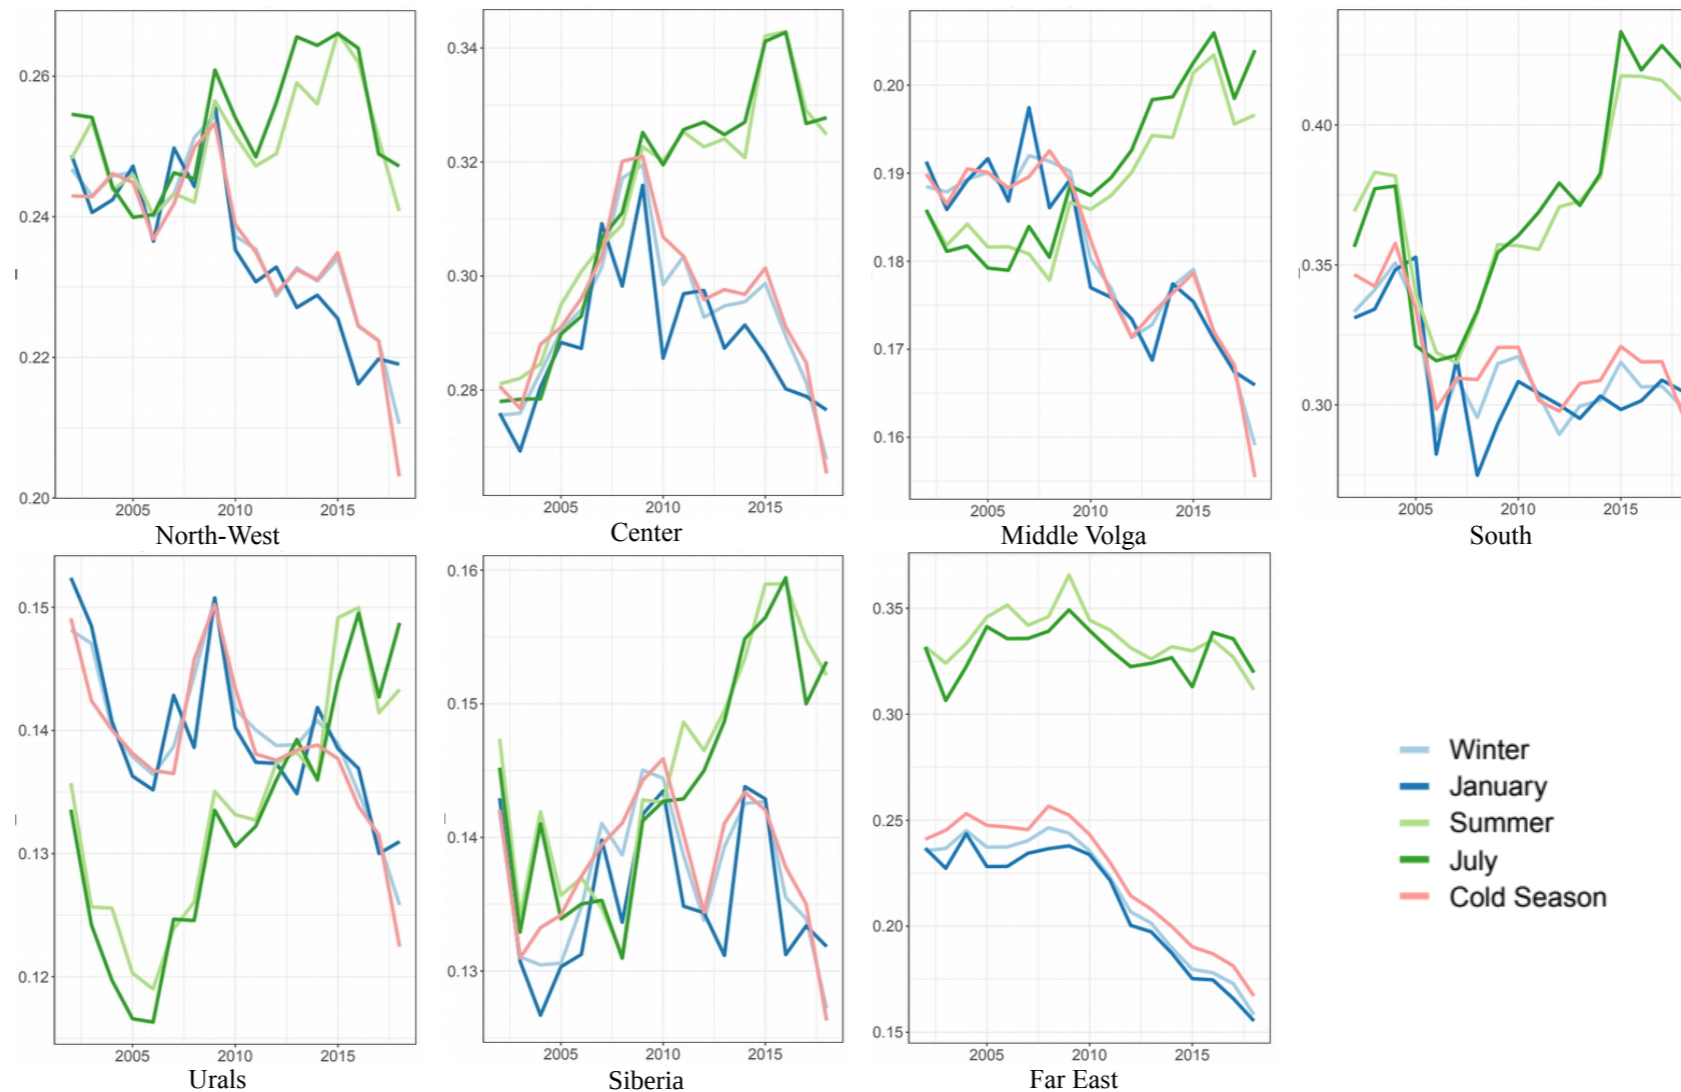 0.26
0.24
0.22
0.20
2005 2010 2015
North-West
0.34
0.32
0.30
0.28
2005 2010 2015
Center
0.20
0.19
0.18
0.17
0.16
2005 2010 2015
Middle Volga
0.40
0.35
0.30
2005 2010 2015
South
0.15
0.14
0.13
0.12
2005 2010 2015
Urals
0.16
0.15
0.14
0.13
2005 2010 2015
Siberia
0.35
0.30
0.25
0.20
0.15
2005 2010 2015
Far East
Winter
January
Summer
July
Cold Season